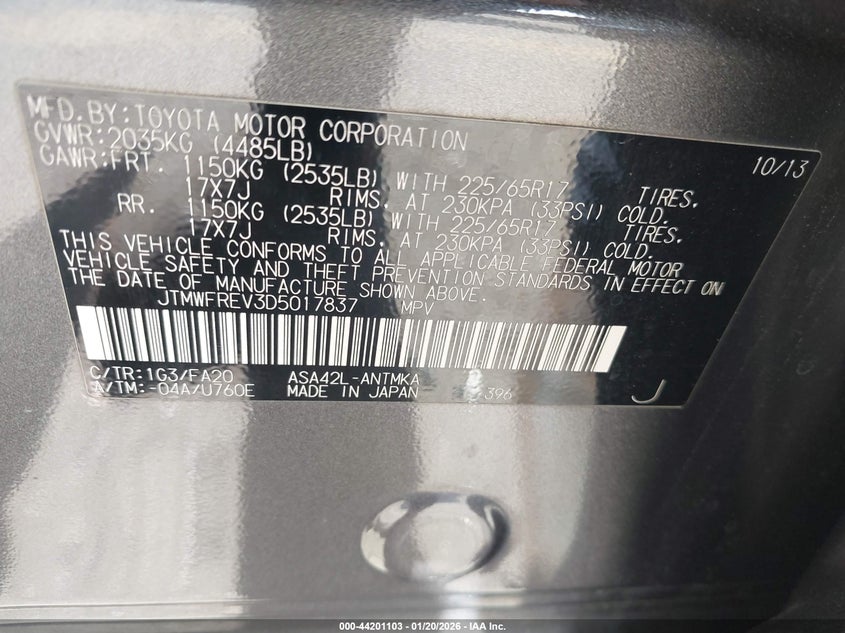 MFD. BY: TOYOTA MOTOR CORPORATION 10/13
GVWR: 2035KG (4485LB)
GAWR: FRT. 1150KG (2535LB) WITH 225/65R17 TIRES,
17X7J RIMS, AT 230KPA (33PSI) COLD.
RR. 1150KG (2535LB) WITH 225/65R17 TIRES,
17X7J RIMS, AT 230KPA (33PSI) COLD.
THIS VEHICLE CONFORMS TO ALL APPLICABLE FEDERAL MOTOR
VEHICLE SAFETY AND THEFT PREVENTION STANDARDS IN EFFECT ON
THE DATE OF MANUFACTURE SHOWN ABOVE.
JTMWFREV3D5017837 MPV
C/TR: 1G3/FA20 ASA42L-ANTMKA
A/TM: -04A/U760E MADE IN JAPAN 396 J
000-44201103 - 01/20/2026 - IAA Inc.